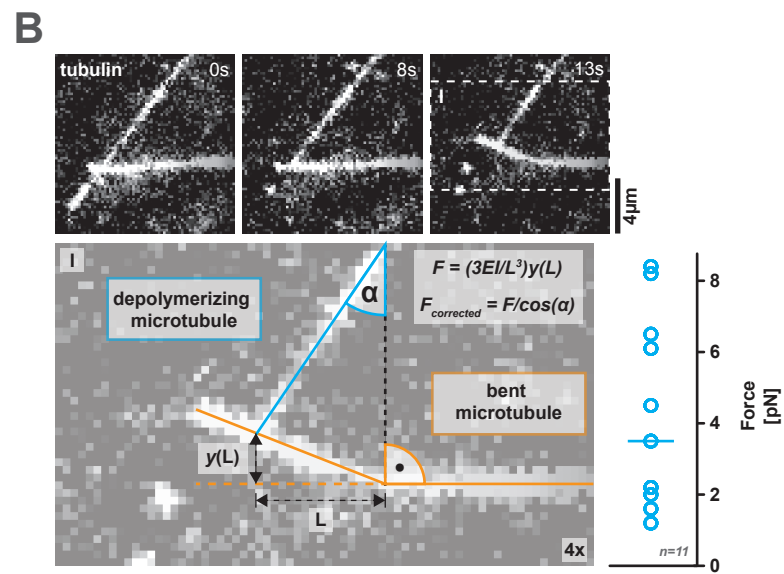 B
tubulin 0s
8s
13s
I
4µm
I
depolymerizing
microtubule
α
F = (3EI/L³)y(L)
Fcorrected = F/cos(α)
bent
microtubule
y(L)
L
4x
8
6
4
2
0
Force
[pN]
n=11